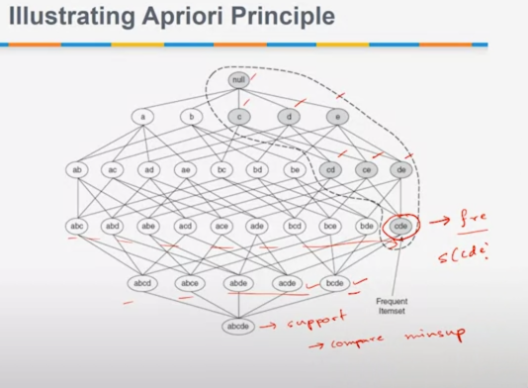 Illustrating Apriori Principle
null
a b c d e
ab ac ad ae bc bd be cd ce de
abc abd abe acd ace ade bcd bce bde cde → fre
s(cde)
abcd abce abde acde bcde
Frequent
Itemset
abcde → support
→ compare minsup